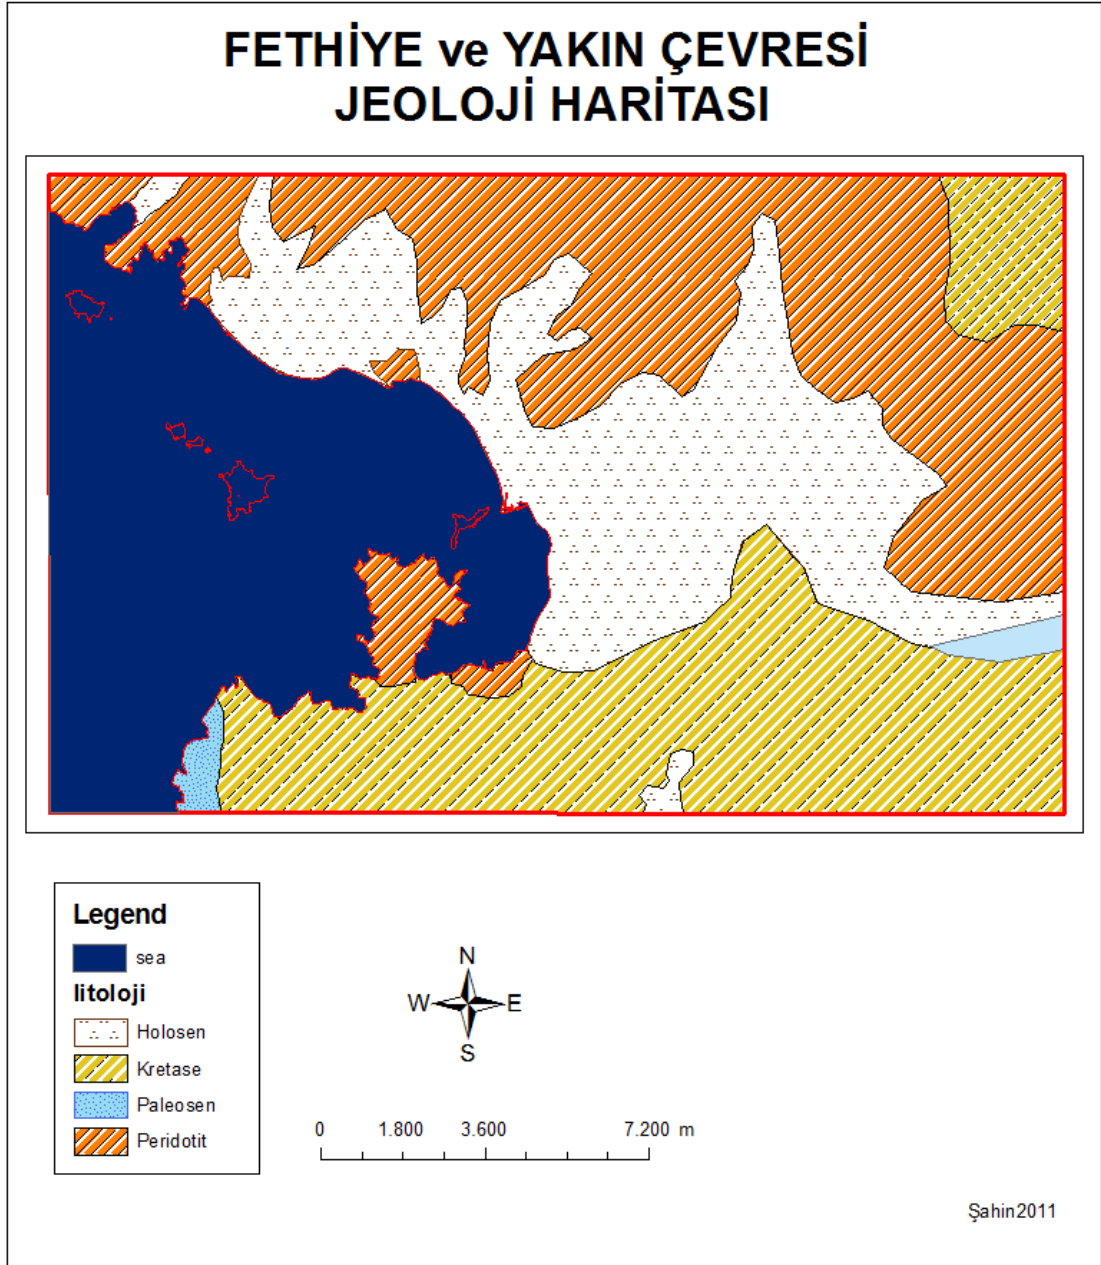 FETHİYE ve YAKIN ÇEVRESİ
JEOLOJİ HARİTASI
Legend
sea
litoloji
Holosen
Kretase
Paleosen
Peridotit
N
W E
S
0 1.800 3.600 7.200 m
Şahin2011